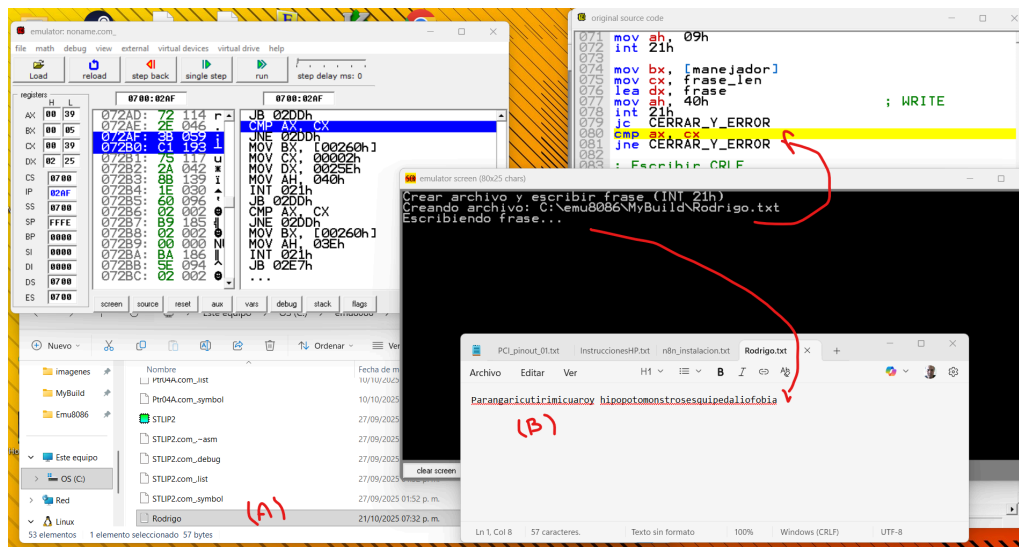 emulator: noname.com_
file math debug view external virtual devices virtual drive help
Load reload step back single step run step delay ms: 0
registers
H L
0700:02AF 0700:02AF
AX 00 39
BX 00 05
CX 00 39
DX 02 25
CS 0700
IP 02AF
SS 0700
SP FFFE
BP 0000
SI 0000
DI 0000
DS 0700
ES 0700
072AD: 72 114 r
072AE: 2E 046 .
072AF: 3B 059 ;
072B0: C1 193 ┴
072B1: 75 117 u
072B2: 2A 042 *
072B3: 8B 139 ï
072B4: 1E 030
072B5: 60 096 '
072B6: 02 002
072B7: B9 185 ╣
072B8: 02 002
072B9: 00 000 NU
072BA: BA 186 ║
072BB: 5E 094 ^
072BC: 02 002
JB 02DDh
CMP AX, CX
JNE 02DDh
MOV BX, [00260h]
MOV CX, 00002h
MOV DX, 0025Eh
MOV AH, 040h
INT 021h
JB 02DDh
CMP AX, CX
JNE 02DDh
MOV BX, [00260h]
MOV AH, 03Eh
INT 021h
JB 02E7h
...
screen source reset aux vars debug stack flags
original source code
071 mov ah, 09h
072 int 21h
073
074 mov bx, [manejador]
075 mov cx, frase_len
076 lea dx, frase
077 mov ah, 40h ; WRITE
078 int 21h
079 jc CERRAR_Y_ERROR
080 cmp ax, cx
081 jne CERRAR_Y_ERROR
082
083 ; Escribir CRLF
emulator screen (80x25 chars)
Crear archivo y escribir frase (INT 21h)
Creando archivo: C:\emu8086\MyBuild\Rodrigo.txt
Escribiendo frase...
clear screen
Este equipo OS (C:) emu8086
Nuevo Ordenar Ver
imagenes
MyBuild
Emu8086
Este equipo
OS (C:)
Red
Linux
Nombre Fecha de m
Ptr04A.com_.list 10/10/2025
Ptr04A.com_.symbol 10/10/2025
STLIP2 27/09/2025
STLIP2.com_.~asm 27/09/2025
STLIP2.com_.debug 27/09/2025
STLIP2.com_.list 27/09/2025
STLIP2.com_.symbol 27/09/2025 01:52 p. m.
Rodrigo 21/10/2025 07:32 p. m.
(A)
53 elementos 1 elemento seleccionado 57 bytes
PCI_pinout_01.txt InstruccionesHP.txt n8n_instalacion.txt Rodrigo.txt
Archivo Editar Ver H1 B I
Parangaricutirimicuaroy hipopotomonstrosesquipedaliofobia
(B)
Ln 1, Col 8 57 caracteres. Texto sin formato 100% Windows (CRLF) UTF-8